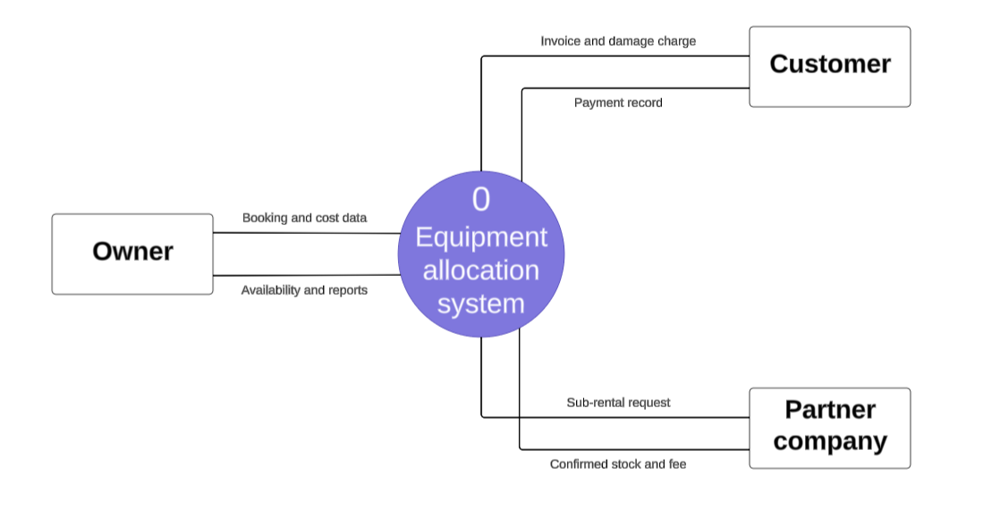 Invoice and damage charge
Customer
Payment record
0
Equipment
allocation
system
Booking and cost data
Owner
Availability and reports
Sub-rental request
Partner
company
Confirmed stock and fee